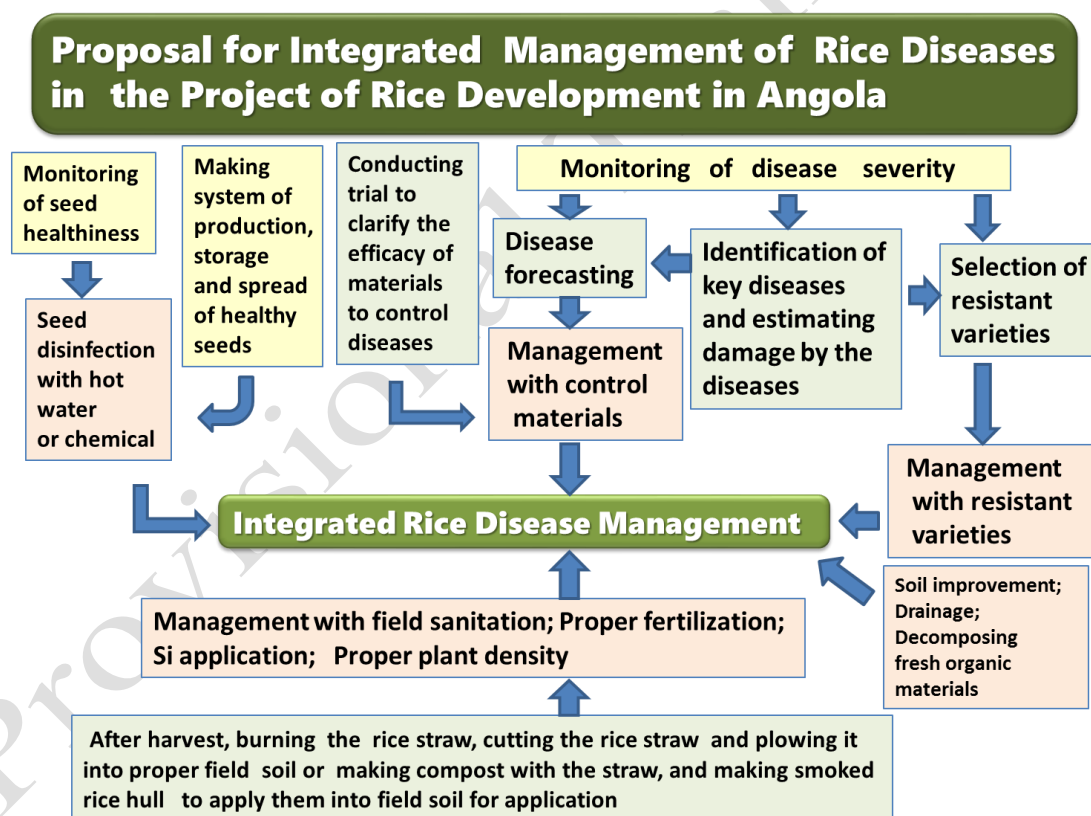 Proposal for Integrated Management of Rice Diseases
in the Project of Rice Development in Angola
Monitoring
of seed
healthiness
Making
system of
production,
storage
and spread
of healthy
seeds
Conducting
trial to
clarify the
efficacy of
materials
to control
diseases
Monitoring of disease severity
Disease
forecasting
Identification of
key diseases
and estimating
damage by the
diseases
Selection of
resistant
varieties
Seed
disinfection
with hot
water
or chemical
Management
with control
materials
Management
with resistant
varieties
Integrated Rice Disease Management
Soil improvement;
Drainage;
Decomposing
fresh organic
materials
Management with field sanitation; Proper fertilization;
Si application; Proper plant density
After harvest, burning the rice straw, cutting the rice straw and plowing it
into proper field soil or making compost with the straw, and making smoked
rice hull to apply them into field soil for application